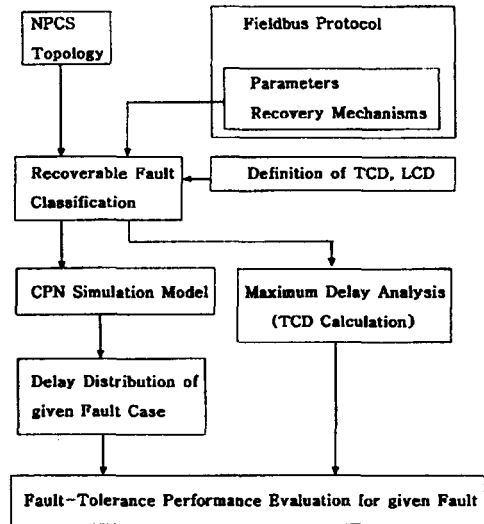 NPCS
Topology
Fieldbus Protocol
Parameters
Recovery Mechanisms
Recoverable Fault
Classification
Definition of TCD, LCD
CPN Simulation Model
Maximum Delay Analysis
(TCD Calculation)
Delay Distribution of
given Fault Case
Fault-Tolerance Performance Evaluation for given Fault